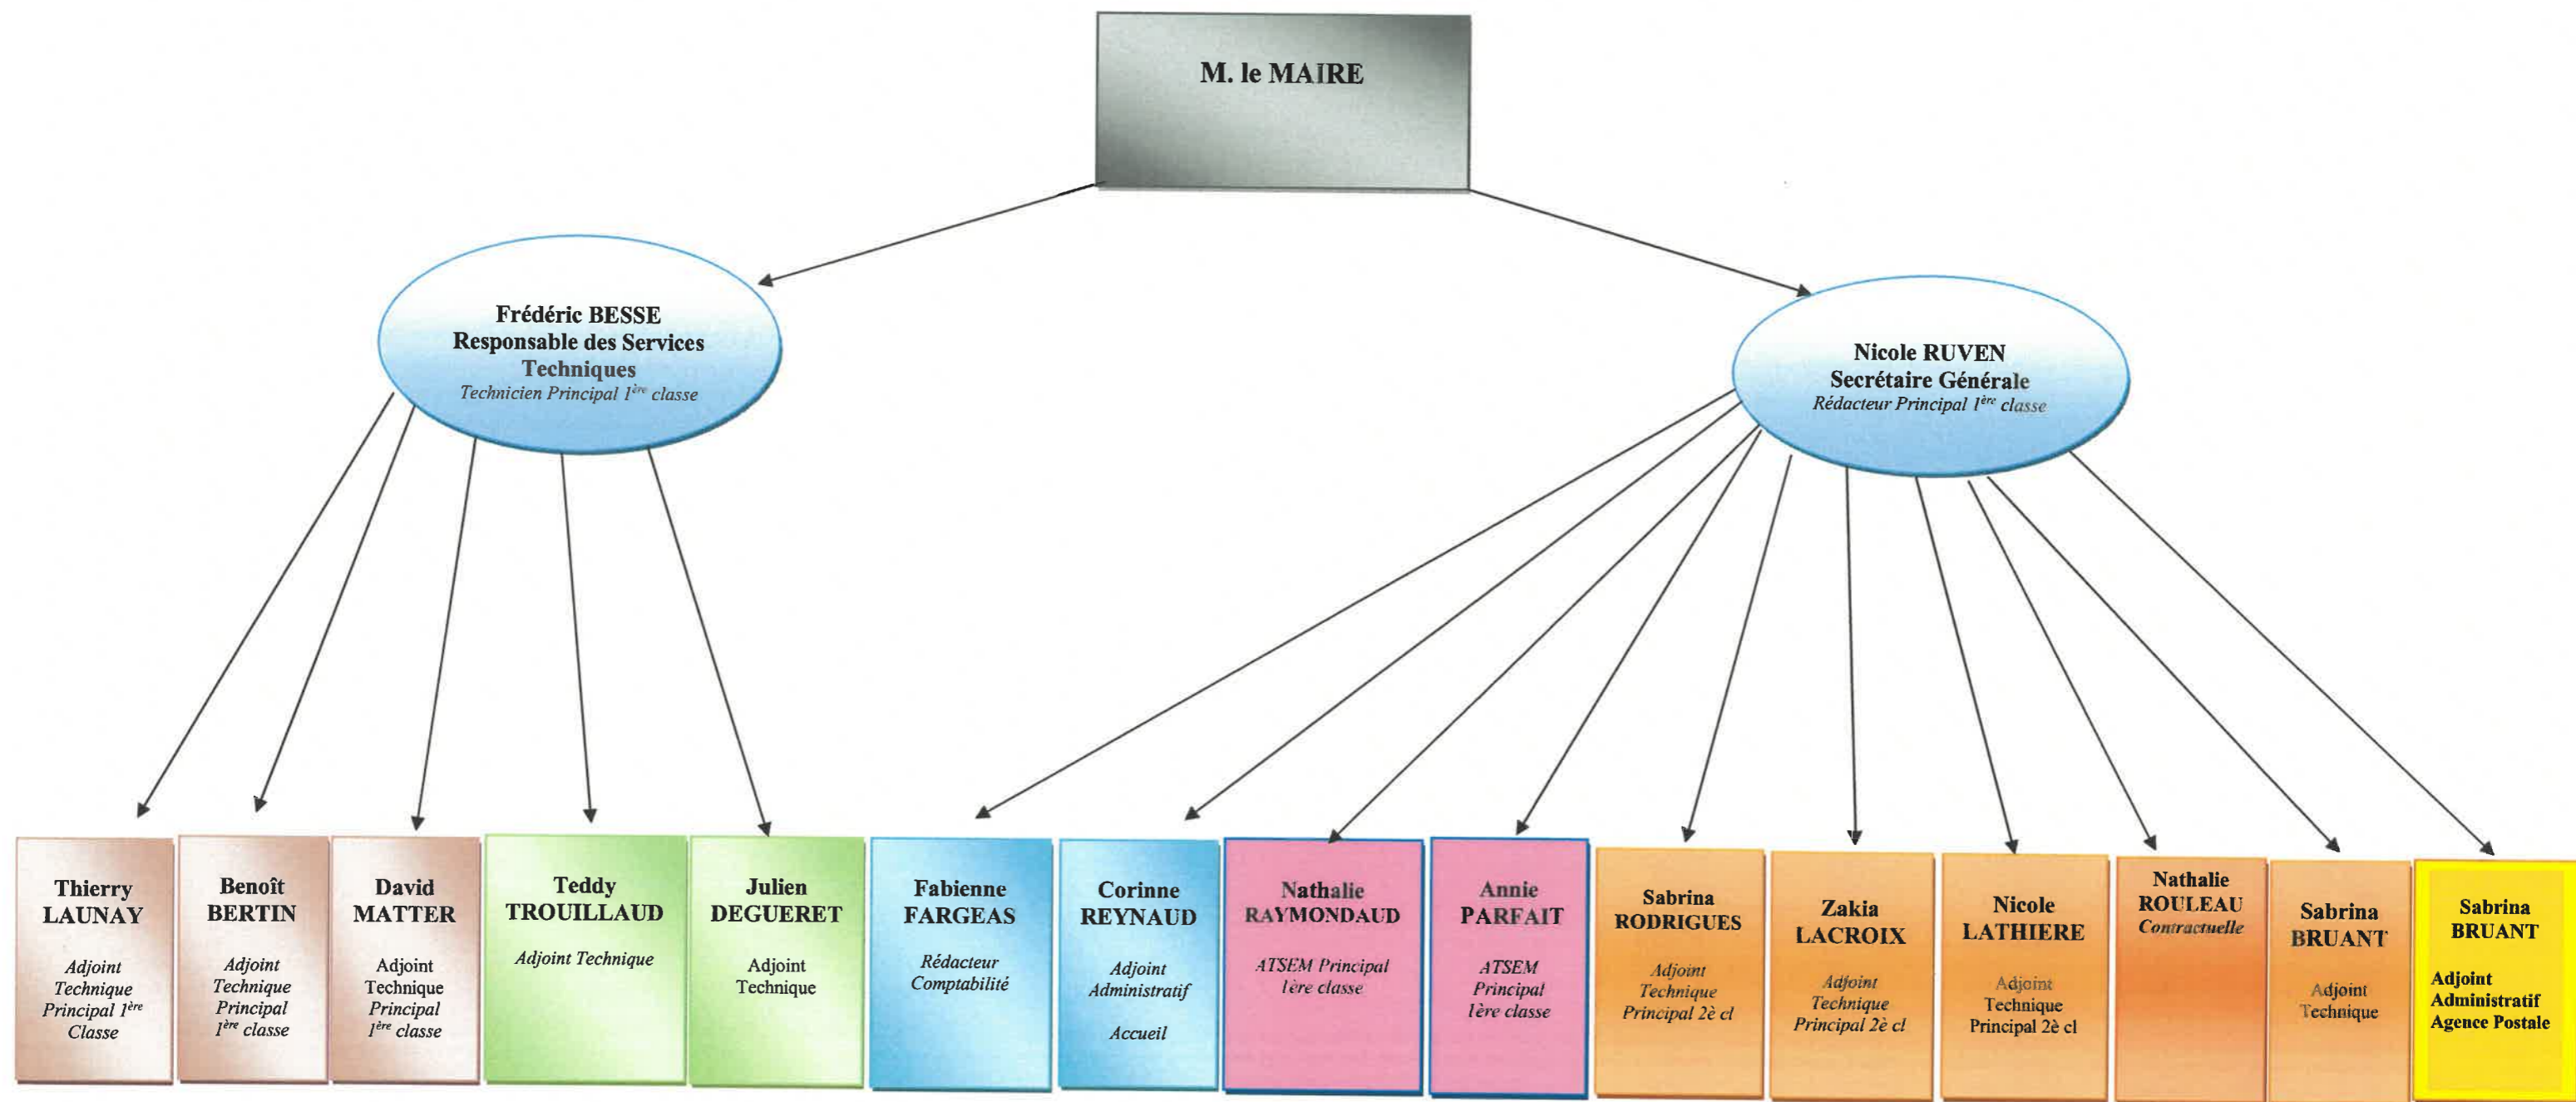 M. le MAIRE
Frédéric BESSE
Responsable des Services
Techniques
Technicien Principal 1ère classe
Nicole RUVEN
Secrétaire Générale
Rédacteur Principal 1ère classe
Thierry
LAUNAY
Adjoint
Technique
Principal 1ère
Classe
Benoît
BERTIN
Adjoint
Technique
Principal
1ère classe
David
MATTER
Adjoint
Technique
Principal
1ère classe
Teddy
TROUILLAUD
Adjoint Technique
Julien
DEGUERET
Adjoint
Technique
Fabienne
FARGEAS
Rédacteur
Comptabilité
Corinne
REYNAUD
Adjoint
Administratif
Accueil
Nathalie
RAYMONDAUD
ATSEM Principal
1ère classe
Annie
PARFAIT
ATSEM
Principal
1ère classe
Sabrina
RODRIGUES
Adjoint
Technique
Principal 2è cl
Zakia
LACROIX
Adjoint
Technique
Principal 2è cl
Nicole
LATHIERE
Adjoint
Technique
Principal 2è cl
Nathalie
ROULEAU
Contractuelle
Sabrina
BRUANT
Adjoint
Technique
Sabrina
BRUANT
Adjoint
Administratif
Agence Postale